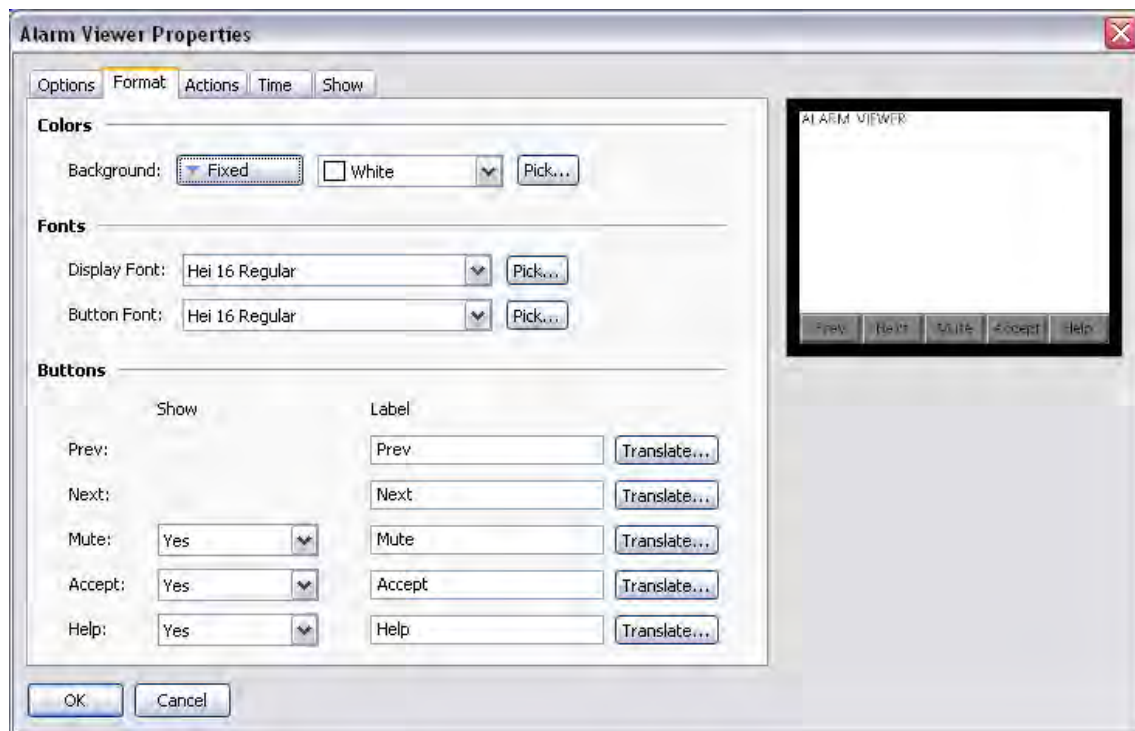 Alarm Viewer Properties
Options Format Actions Time Show
Colors
Background: Fixed White Pick...
Fonts
Display Font: Hei 16 Regular Pick...
Button Font: Hei 16 Regular Pick...
Buttons
Show Label
Prev: Prev Translate...
Next: Next Translate...
Mute: Yes Mute Translate...
Accept: Yes Accept Translate...
Help: Yes Help Translate...
OK Cancel
ALARM VIEWER
Prev Next Mute Accept Help